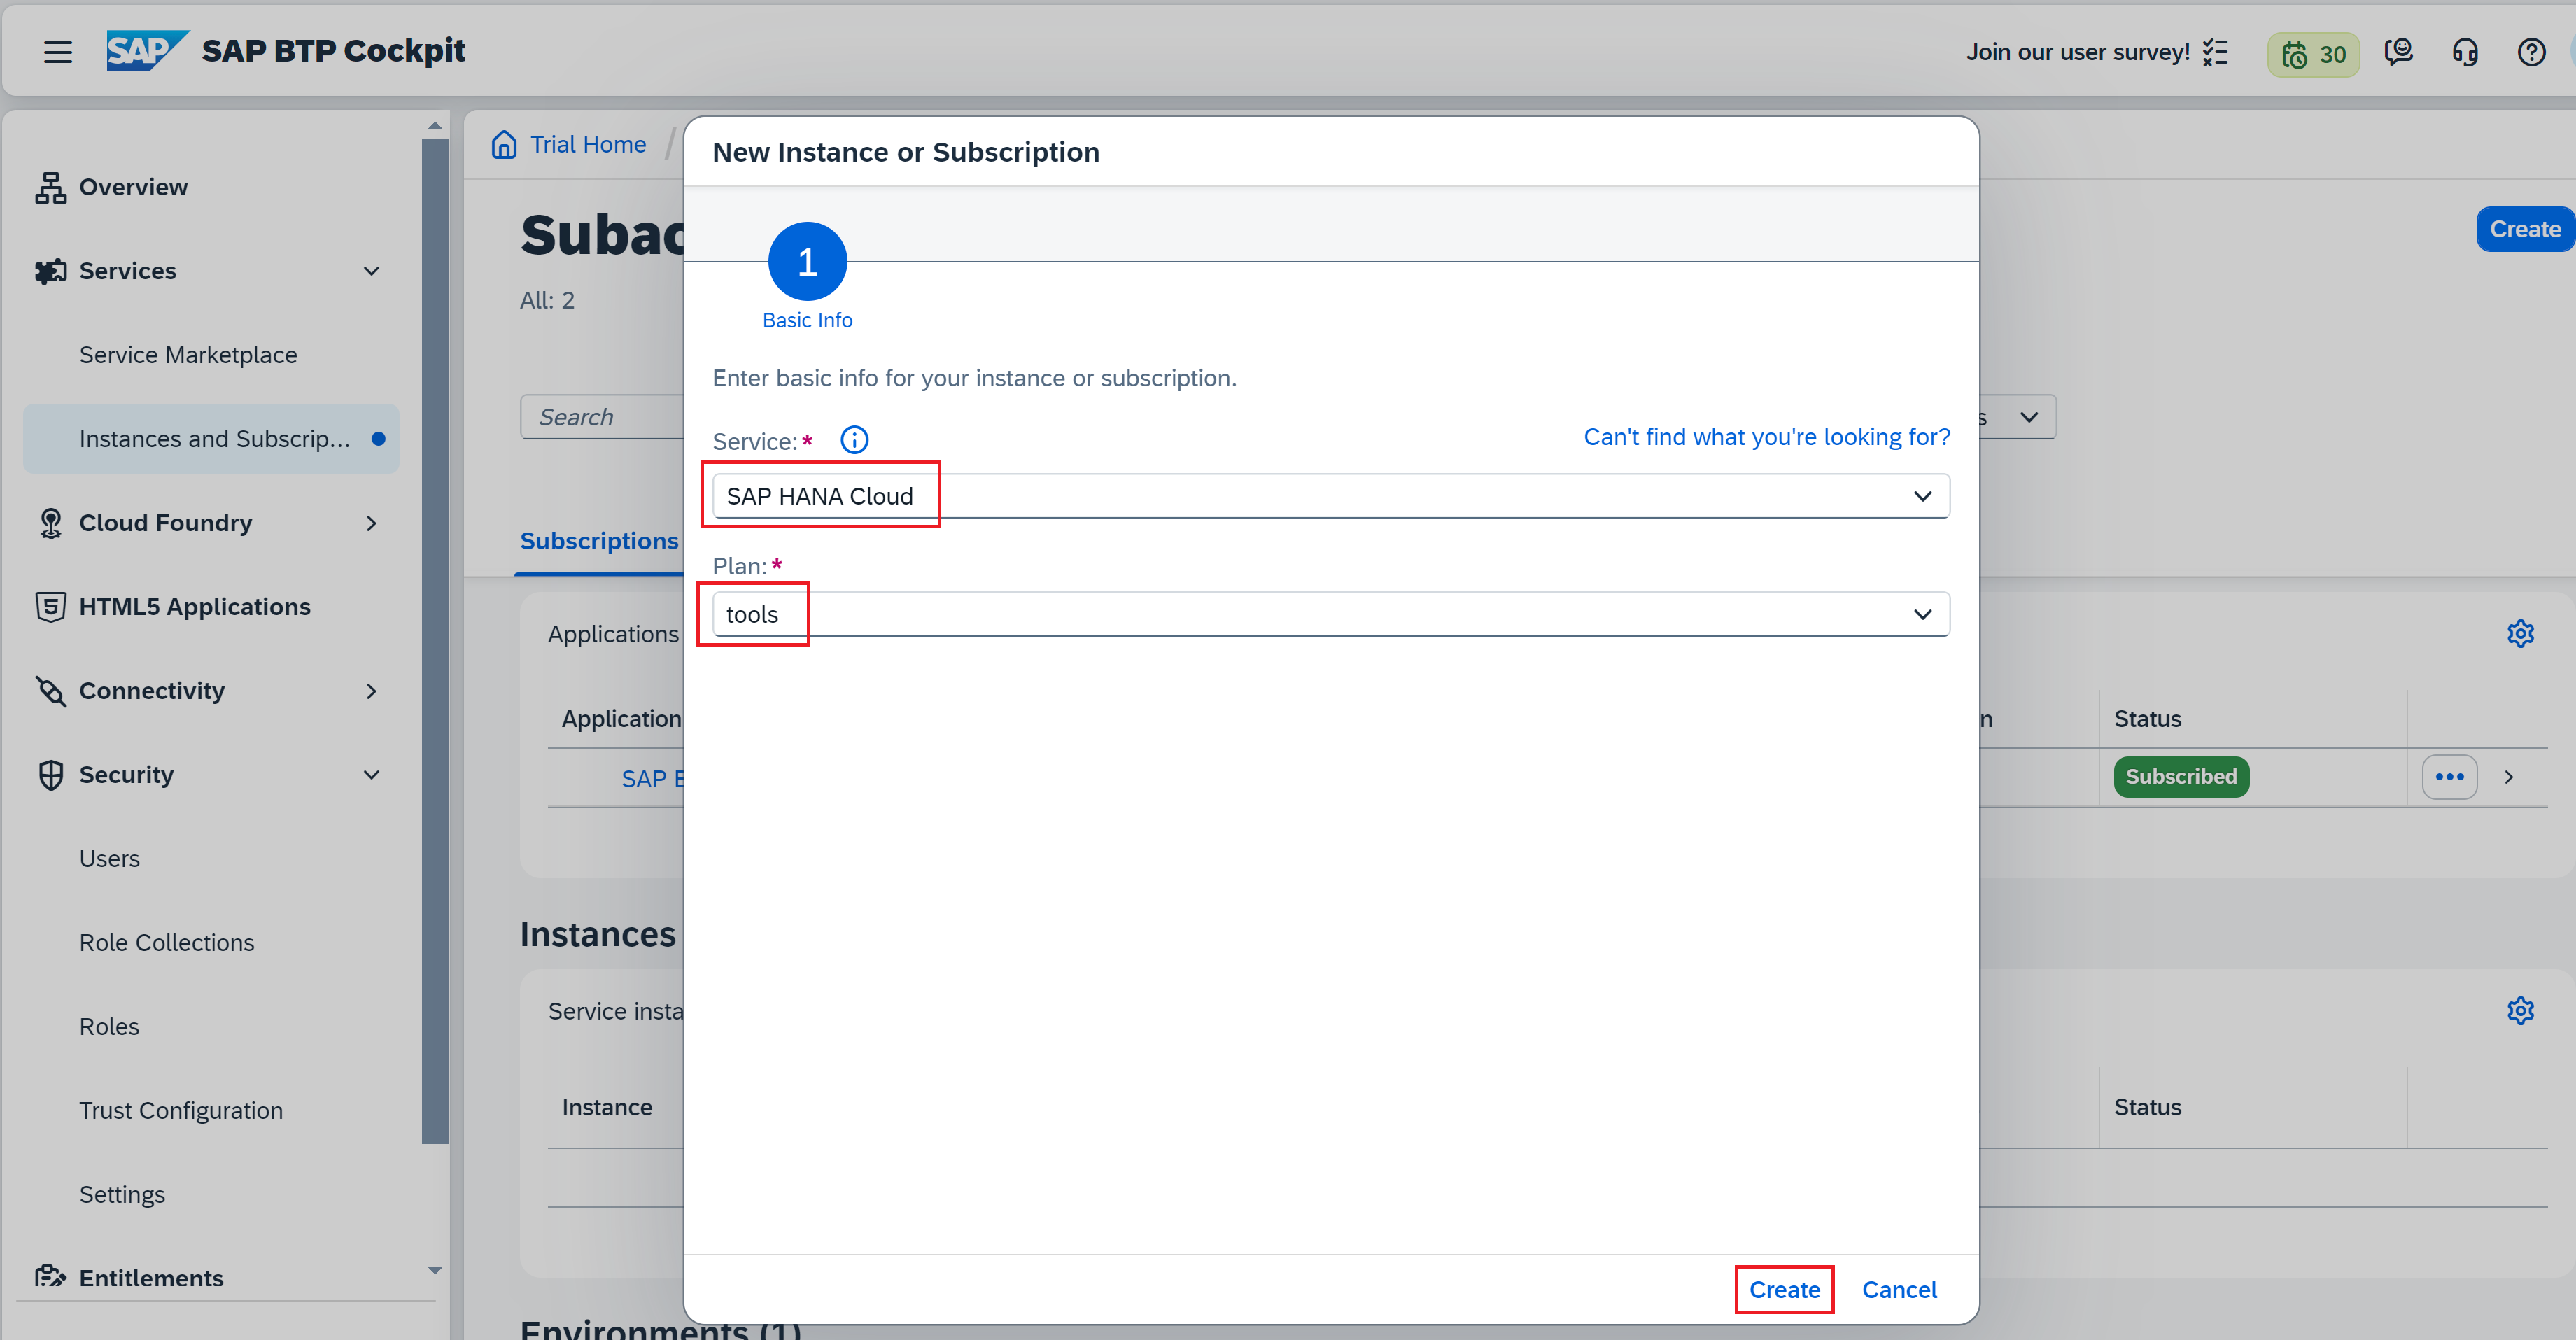 SAP SAP BTP Cockpit
Join our user survey!
30
Overview
Services
Service Marketplace
Instances and Subscrip...
Cloud Foundry
HTML5 Applications
Connectivity
Security
Users
Role Collections
Roles
Trust Configuration
Settings
Entitlements
Trial Home /
All: 2
Create
Search
Subscriptions
Applications
Application
Status
SAP
Subscribed
Instances
Service
Instance
Status
Environments (1)
New Instance or Subscription
1
Basic Info
Enter basic info for your instance or subscription.
Service:*
Can't find what you're looking for?
SAP HANA Cloud
Plan:*
tools
Create
Cancel